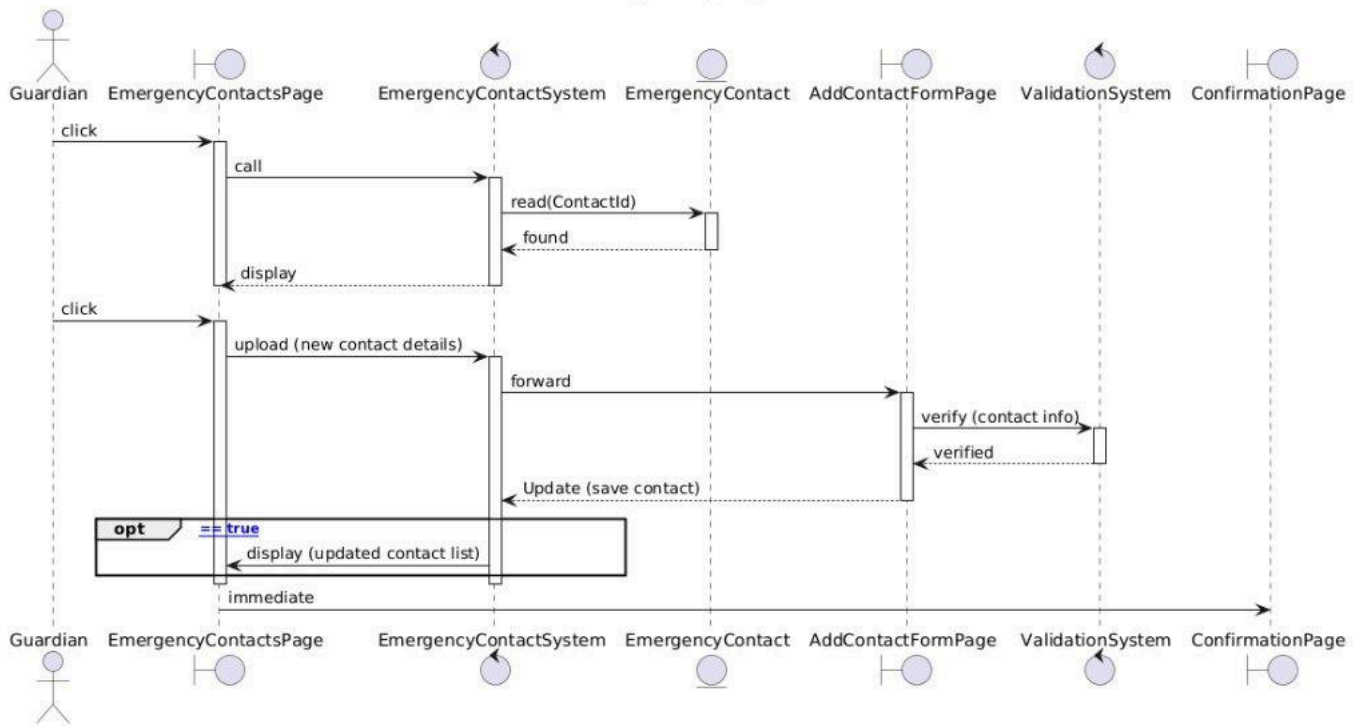 Guardian EmergencyContactsPage EmergencyContactSystem EmergencyContact AddContactFormPage ValidationSystem ConfirmationPage
click
call
read(ContactId)
found
display
click
upload (new contact details)
forward
verify (contact info)
verified
Update (save contact)
opt == true
display (updated contact list)
immediate
Guardian EmergencyContactsPage EmergencyContactSystem EmergencyContact AddContactFormPage ValidationSystem ConfirmationPage